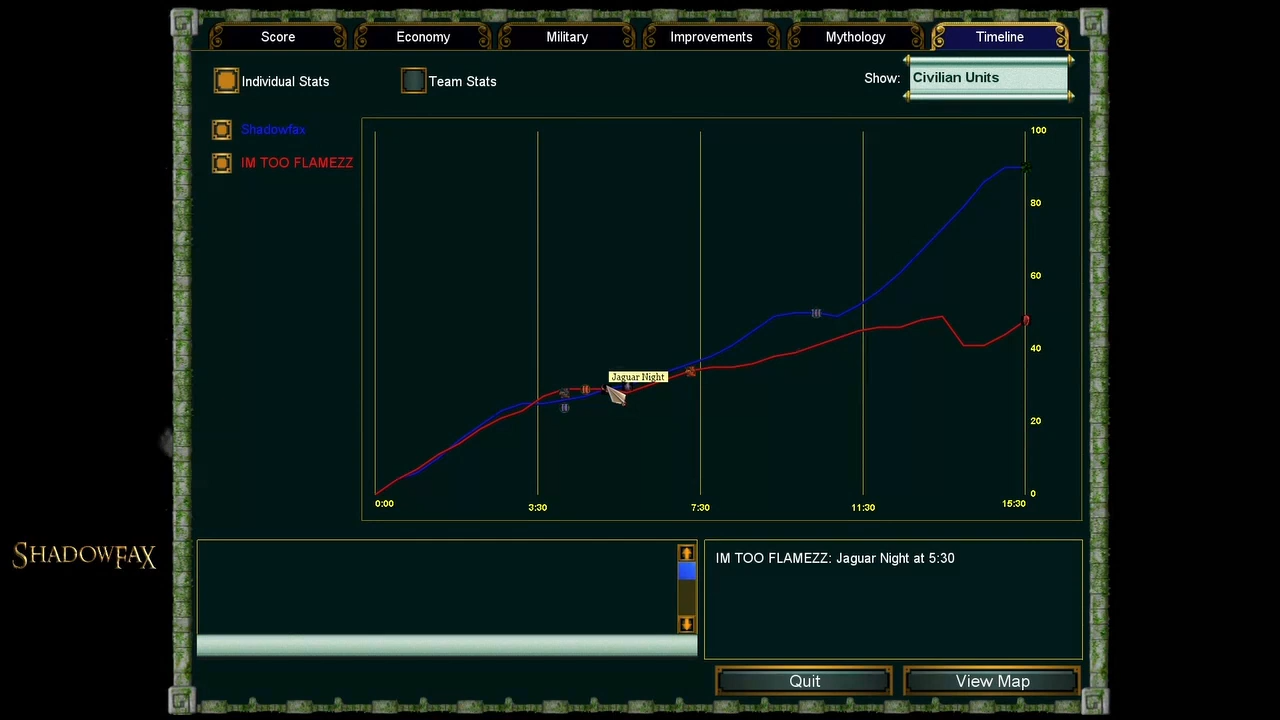 Score
Economy
Military
Improvements
Mythology
Timeline
Individual Stats
Team Stats
Show:
Civilian Units
Shadowfax
IM TOO FLAMEZZ
100
80
60
40
20
0
Jaguar Night
0:00
3:30
7:30
11:30
15:30
SHADOWFAX
IM TOO FLAMEZZ: Jaguar Night at 5:30
Quit
View Map